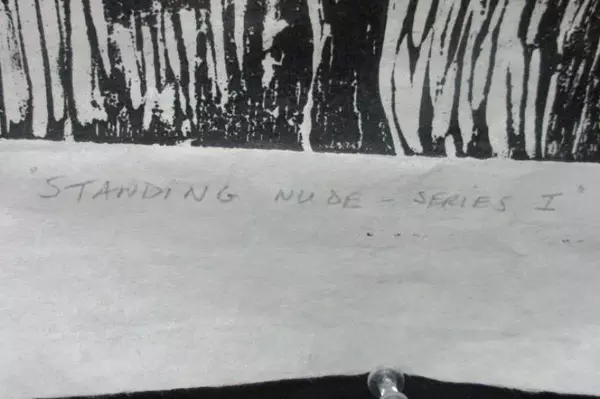 "STANDING NUDE - SERIES I"